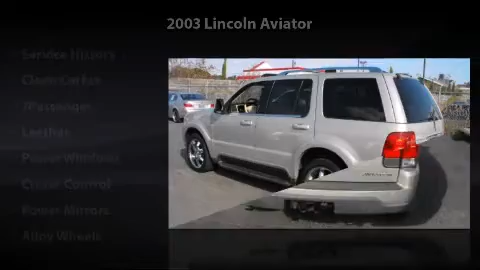 2003 Lincoln Aviator
Service History
Clean Carfax
7Passenger
Leather
Power Windows
Cruise Control
Power Mirrors
Alloy Wheels